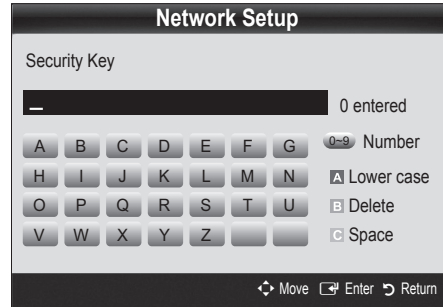 Network Setup
Security Key
_ 0 entered
A B C D E F G 0~9 Number
H I J K L M N A Lower case
O P Q R S T U B Delete
V W X Y Z C Space
Move Enter Return